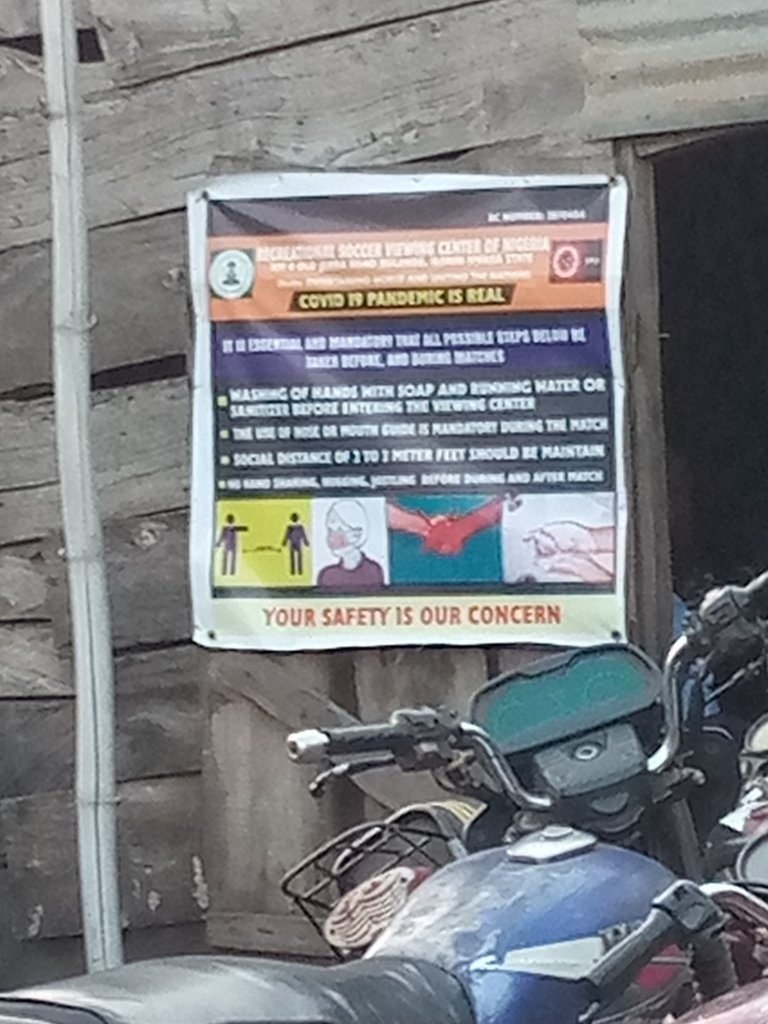 RC NUMBER:
RECREATIONAL SOCCER VIEWING CENTER OF NIGERIA
COVID 19 PANDEMIC IS REAL
IT IS ESSENTIAL AND MANDATORY THAT ALL POSSIBLE STEPS BELOW BE
TAKEN BEFORE, AND DURING MATCHES
WASHING OF HANDS WITH SOAP AND RUNNING WATER OR
SANITIZER BEFORE ENTERING THE VIEWING CENTER
THE USE OF NOSE OR MOUTH GUIDE IS MANDATORY DURING THE MATCH
SOCIAL DISTANCE OF 2 TO 3 METER FEET SHOULD BE MAINTAIN
NO HAND SHARING, HUGGING, JUSTLING BEFORE DURING AND AFTER MATCH
YOUR SAFETY IS OUR CONCERN